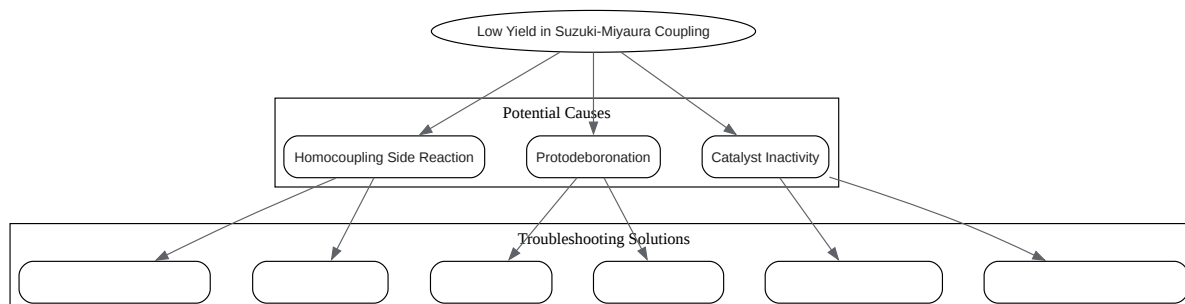 Low Yield in Suzuki-Miyaura Coupling
Potential Causes
Homocoupling Side Reaction
Protodeboronation
Catalyst Inactivity
Troubleshooting Solutions